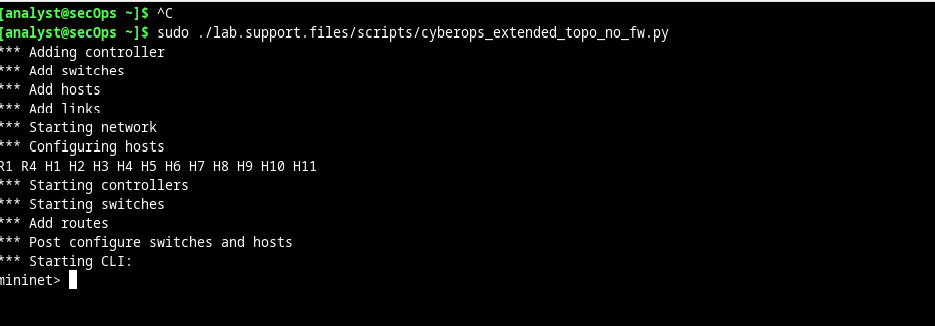 [analyst@secOps ~]$ ^C
[analyst@secOps ~]$ sudo ./lab.support.files/scripts/cyberops_extended_topo_no_fw.py
*** Adding controller
*** Add switches
*** Add hosts
*** Add links
*** Starting network
*** Configuring hosts
R1 R4 H1 H2 H3 H4 H5 H6 H7 H8 H9 H10 H11
*** Starting controllers
*** Starting switches
*** Add routes
*** Post configure switches and hosts
*** Starting CLI:
mininet>